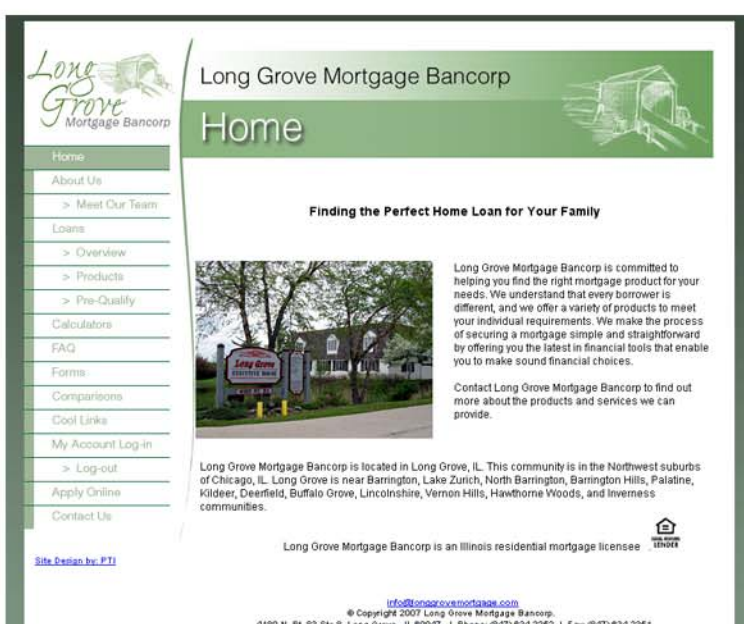 Long
Grove
Mortgage Bancorp
Long Grove Mortgage Bancorp
Home
Home
About Us
> Meet Our Team
Loans
> Overview
> Products
> Pre-Qualify
Calculators
FAQ
Forms
Comparisons
Cool Links
My Account Log-in
> Log-out
Apply Online
Contact Us
Site Design by: PTI
Finding the Perfect Home Loan for Your Family
Long Grove
EXECUTIVE HOUSE
Long Grove Mortgage Bancorp is committed to
helping you find the right mortgage product for your
needs. We understand that every borrower is
different, and we offer a variety of products to meet
your individual requirements. We make the process
of securing a mortgage simple and straightforward
by offering you the latest in financial tools that enable
you to make sound financial choices.
Contact Long Grove Mortgage Bancorp to find out
more about the products and services we can
provide.
Long Grove Mortgage Bancorp is located in Long Grove, IL. This community is in the Northwest suburbs
of Chicago, IL. Long Grove is near Barrington, Lake Zurich, North Barrington, Barrington Hills, Palatine,
Kildeer, Deerfield, Buffalo Grove, Lincolnshire, Vernon Hills, Hawthorne Woods, and Inverness
communities.
Long Grove Mortgage Bancorp is an Illinois residential mortgage licensee
LENDER
info@longgrovemortgage.com
© Copyright 2007 Long Grove Mortgage Bancorp.